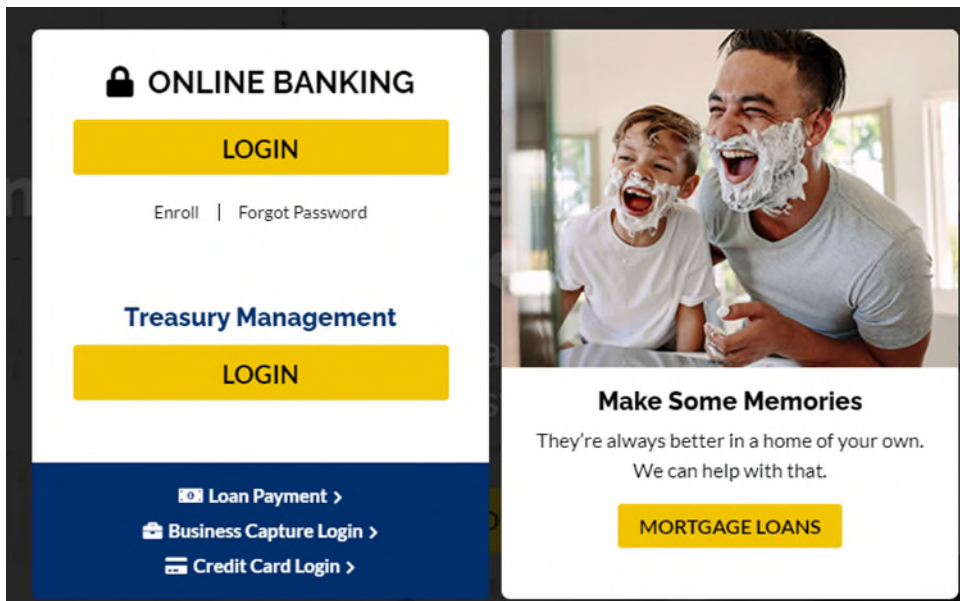 ONLINE BANKING
LOGIN
Enroll | Forgot Password
Treasury Management
LOGIN
Loan Payment >
Business Capture Login >
Credit Card Login >
Make Some Memories
They're always better in a home of your own.
We can help with that.
MORTGAGE LOANS